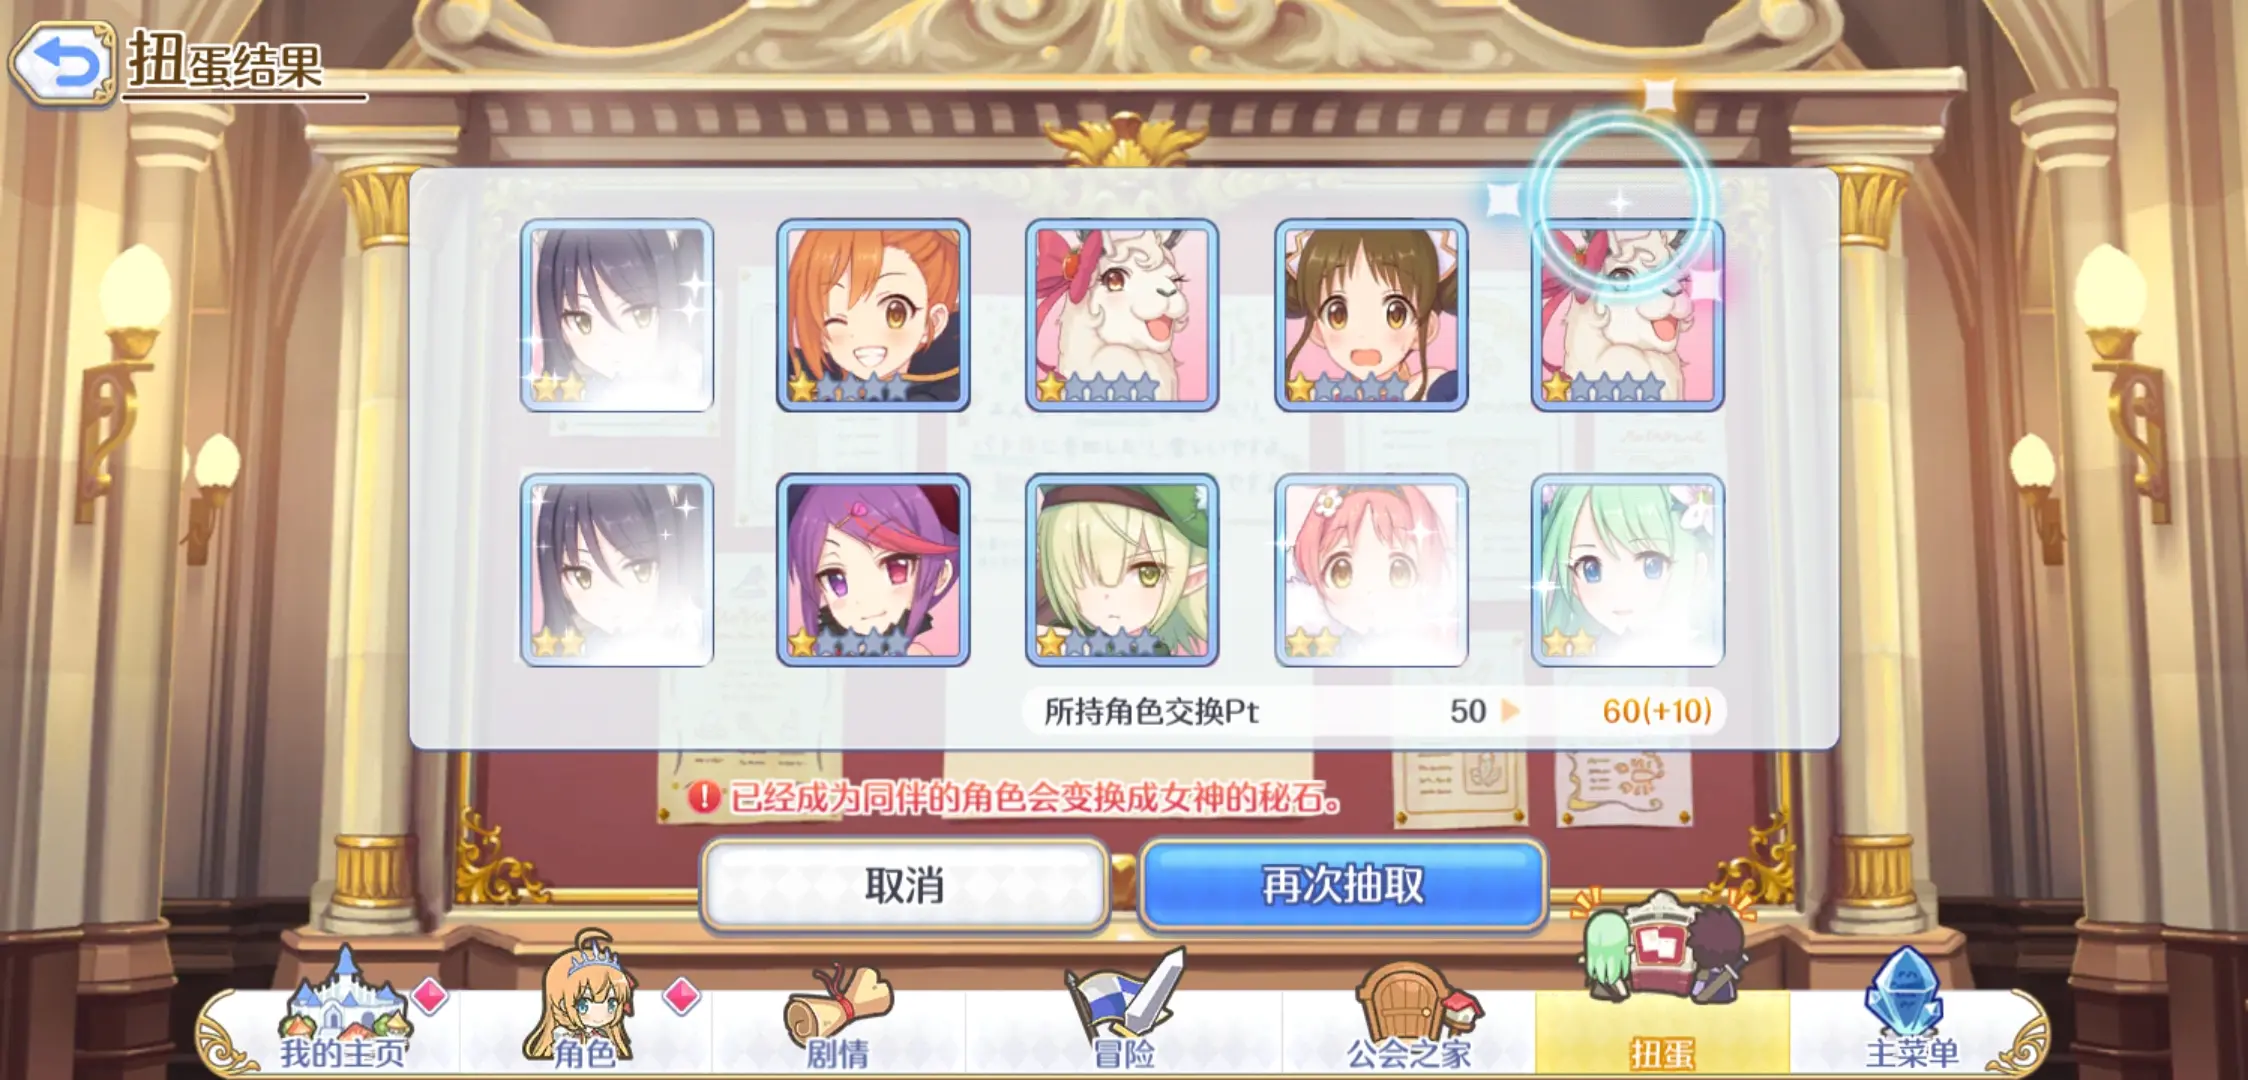 扭蛋结果
所持角色交换Pt 50 60(+10)
已经成为同伴的角色会变换成女神的秘石。
取消
再次抽取
我的主页
角色
剧情
冒险
公会之家
扭蛋
主菜单